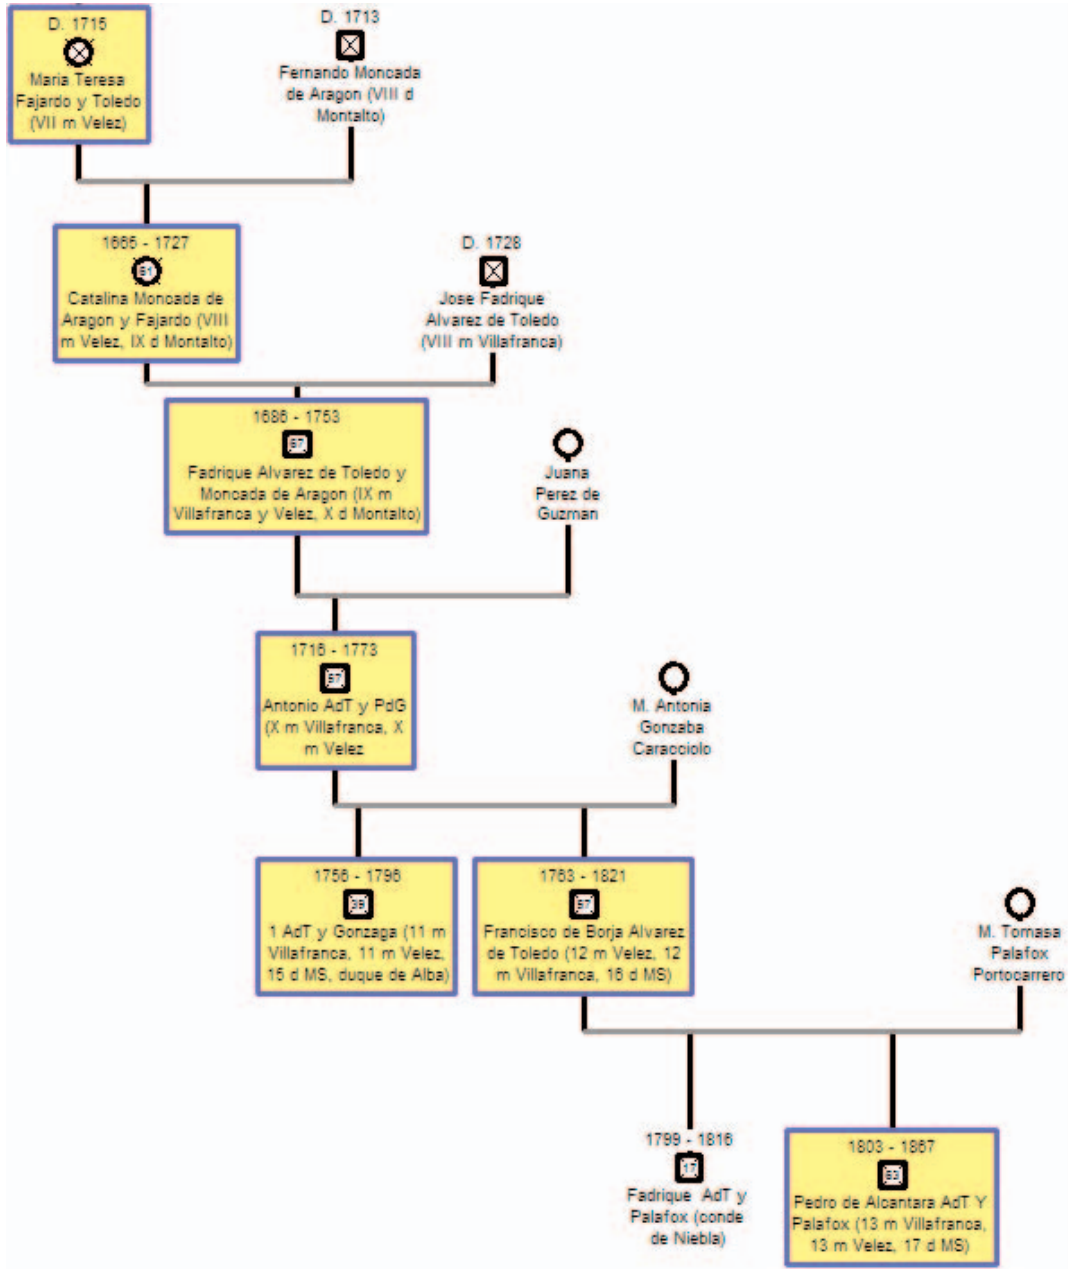 D. 1715
Maria Teresa
Fajardo y Toledo
(VII m Velez)
D. 1713
Fernando Moncada
de Aragon (VIII d
Montalto)
1665 - 1727
61
Catalina Moncada de
Aragon y Fajardo (VIII
m Velez, IX d Montalto)
D. 1728
Jose Fadrique
Alvarez de Toledo
(VIII m Villafranca)
1686 - 1753
67
Fadrique Alvarez de Toledo y
Moncada de Aragon (IX m
Villafranca y Velez, X d Montalto)
Juana
Perez de
Guzman
1716 - 1773
57
Antonio AdT y PdG
(X m Villafranca, X
m Velez
M. Antonia
Gonzaba
Caracciolo
1756 - 1796
39
1 AdT y Gonzaga (11 m
Villafranca, 11 m Velez,
15 d MS, duque de Alba)
1763 - 1821
57
Francisco de Borja Alvarez
de Toledo (12 m Velez, 12
m Villafranca, 16 d MS)
M. Tomasa
Palafox
Portocarrero
1799 - 1816
17
Fadrique AdT y
Palafox (conde
de Niebla)
1803 - 1867
63
Pedro de Alcantara AdT Y
Palafox (13 m Villafranca,
13 m Velez, 17 d MS)